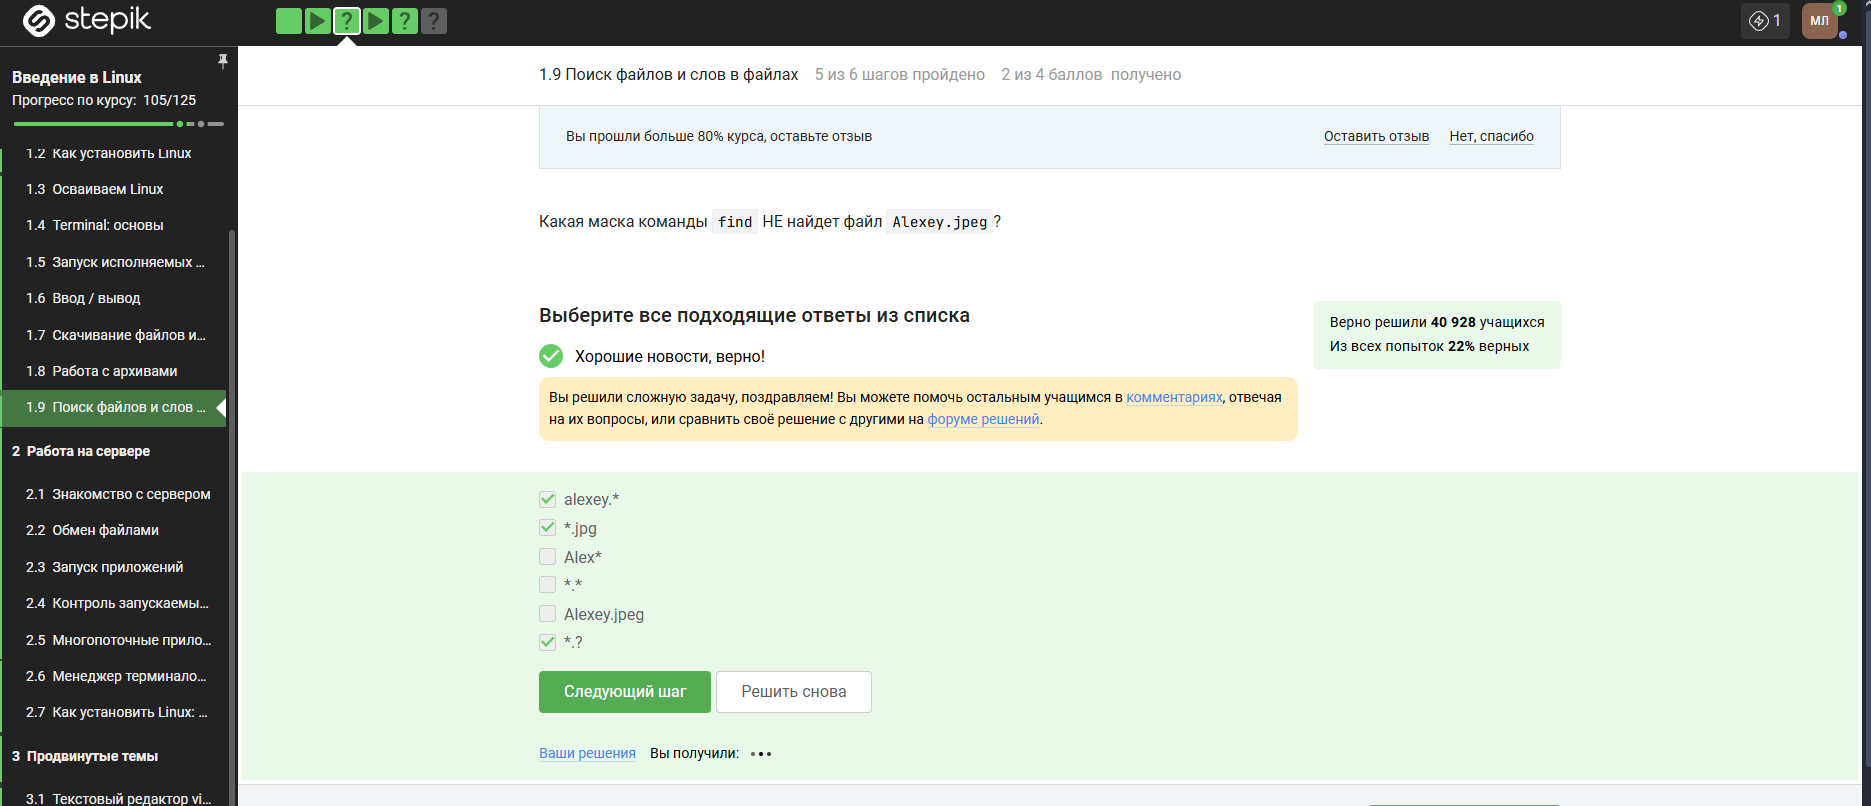 stepik
?
?
?
1
МЛ
1
Введение в Linux
Прогресс по курсу: 105/125
1.2 Как установить Linux
1.3 Осваиваем Linux
1.4 Terminal: основы
1.5 Запуск исполняемых ...
1.6 Ввод / вывод
1.7 Скачивание файлов и...
1.8 Работа с архивами
1.9 Поиск файлов и слов ...
2 Работа на сервере
2.1 Знакомство с сервером
2.2 Обмен файлами
2.3 Запуск приложений
2.4 Контроль запускаемы...
2.5 Многопоточные прило...
2.6 Менеджер терминало...
2.7 Как установить Linux: ...
3 Продвинутые темы
3.1 Текстовый редактор vi...
1.9 Поиск файлов и слов в файлах 5 из 6 шагов пройдено 2 из 4 баллов получено
Вы прошли больше 80% курса, оставьте отзыв Оставить отзыв Нет, спасибо
Какая маска команды find НЕ найдет файл Alexey.jpeg?
Выберите все подходящие ответы из списка
Хорошие новости, верно!
Вы решили сложную задачу, поздравляем! Вы можете помочь остальным учащимся в комментариях, отвечая
на их вопросы, или сравнить своё решение с другими на форуме решений.
Верно решили 40 928 учащихся
Из всех попыток 22% верных
alexey.*
*.jpg
Alex*
*.*
Alexey.jpeg
*.?
Следующий шаг Решить снова
Ваши решения Вы получили: